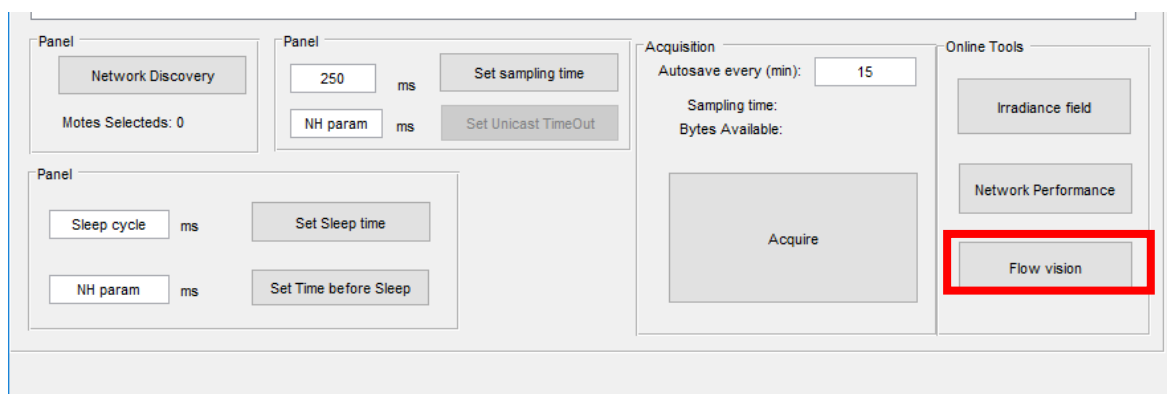 Panel
Network Discovery
Motes Selecteds: 0
Panel
250 ms Set sampling time
NH param ms Set Unicast TimeOut
Panel
Sleep cycle ms Set Sleep time
NH param ms Set Time before Sleep
Acquisition
Autosave every (min): 15
Sampling time:
Bytes Available:
Acquire
Online Tools
Irradiance field
Network Performance
Flow vision